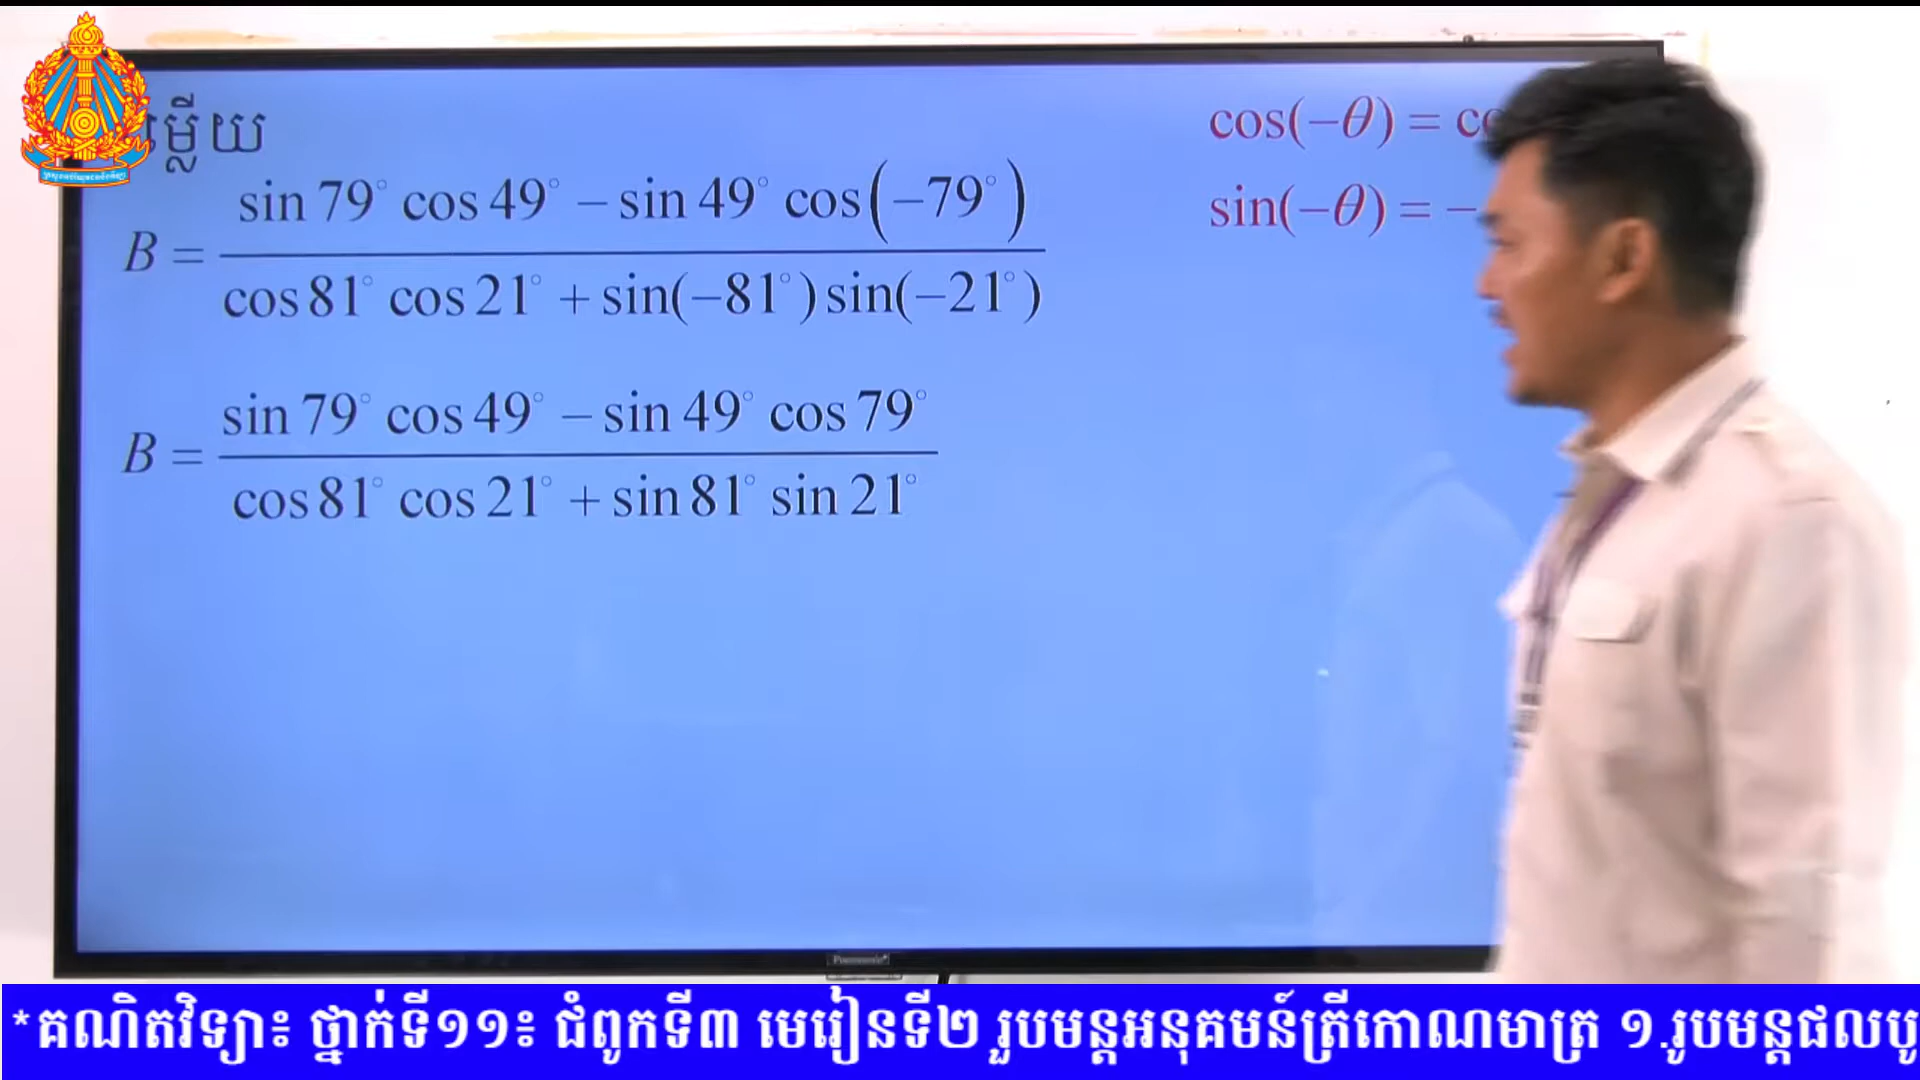 ម្លើយ
cos(−θ) = co
sin(−θ) = −
B = \frac{sin 79° cos 49° − sin 49° cos(−79°)}{cos 81° cos 21° + sin(−81°) sin(−21°)}
B = \frac{sin 79° cos 49° − sin 49° cos 79°}{cos 81° cos 21° + sin 81° sin 21°}
*គណិតវិទ្យា៖ ថ្នាក់ទី១១៖ ជំពូកទី៣ មេរៀនទី២ រូបមន្តអនុគមន៍ត្រីកោណមាត្រ ១.រូបមន្តផលបូ